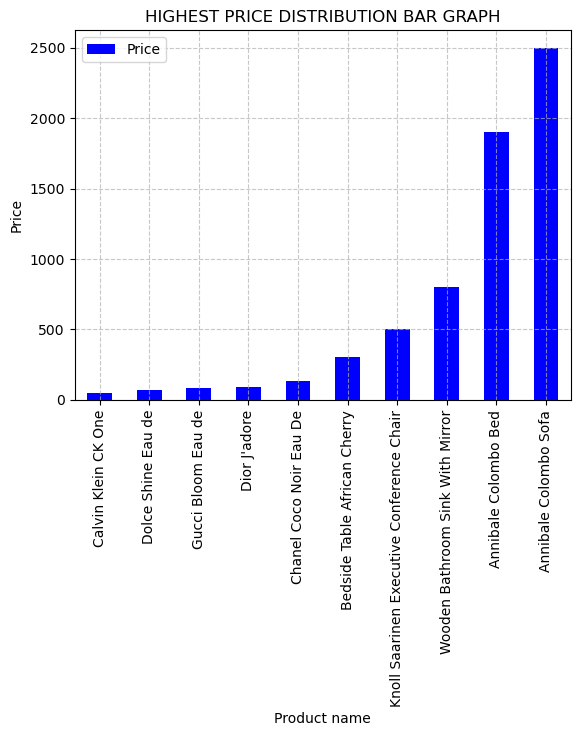 HIGHEST PRICE DISTRIBUTION BAR GRAPH
Price
2500
2000
1500
1000
500
0
Price
Calvin Klein CK One
Dolce Shine Eau de
Gucci Bloom Eau de
Dior J'adore
Chanel Coco Noir Eau De
Bedside Table African Cherry
Knoll Saarinen Executive Conference Chair
Wooden Bathroom Sink With Mirror
Annibale Colombo Bed
Annibale Colombo Sofa
Product name